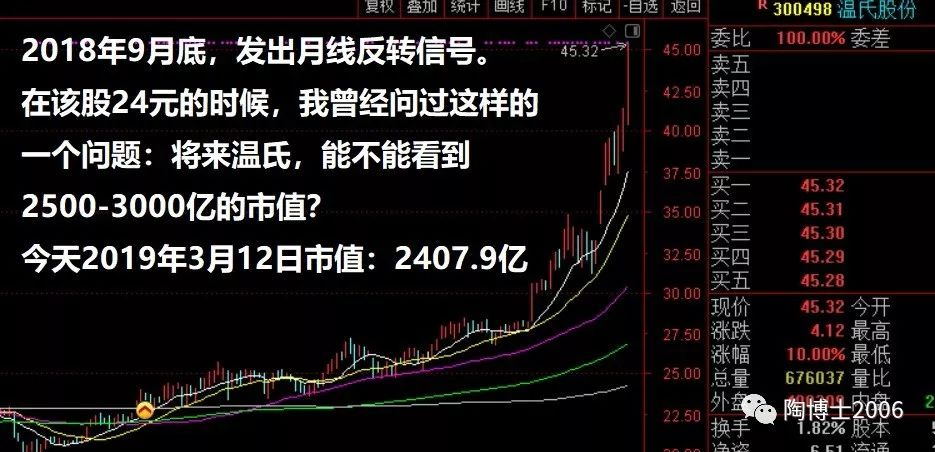 复权 叠加 统计 画线 F10 标记 -自选 返回
R 300498 温氏股份
2018年9月底，发出月线反转信号。
在该股24元的时候，我曾经问过这样的
一个问题：将来温氏，能不能看到
2500-3000亿的市值?
今天2019年3月12日市值：2407.9亿
45.32
45.00
42.50
40.00
37.50
35.00
32.50
30.00
27.50
25.00
22.50
委比 100.00% 委差
卖五
卖四
卖三
卖二
卖一
买一 45.32
买二 45.31
买三 45.30
买四 45.29
买五 45.28
现价 45.32 今开
涨跌 4.12 最高
涨幅 10.00% 最低
总量 676037 量比
外盘 内盘 2
换手 1.82% 股本
净资 6.51 流通
陶博士2006